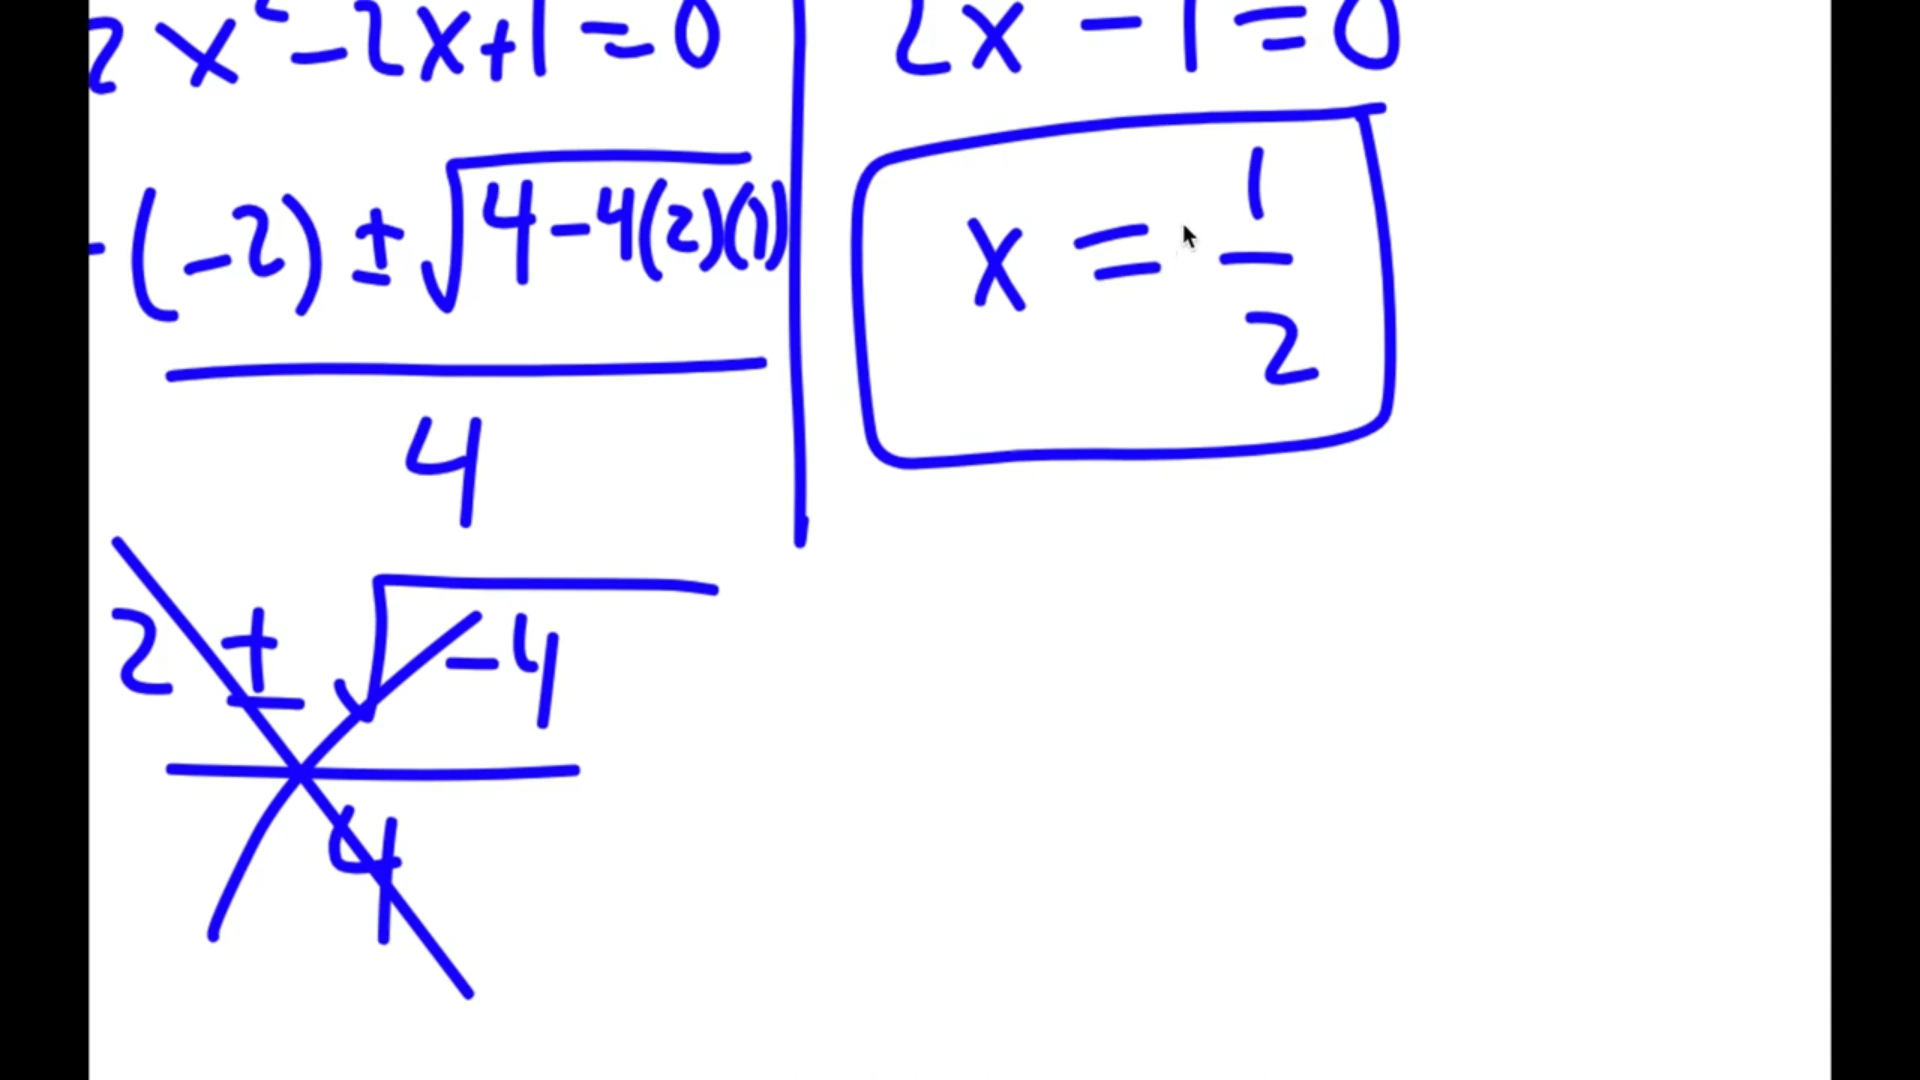 2x²-2x+1=0
-(-2)±√4-4(2)(1)
4
2±√-4
4
2x-1=0
x=1/2